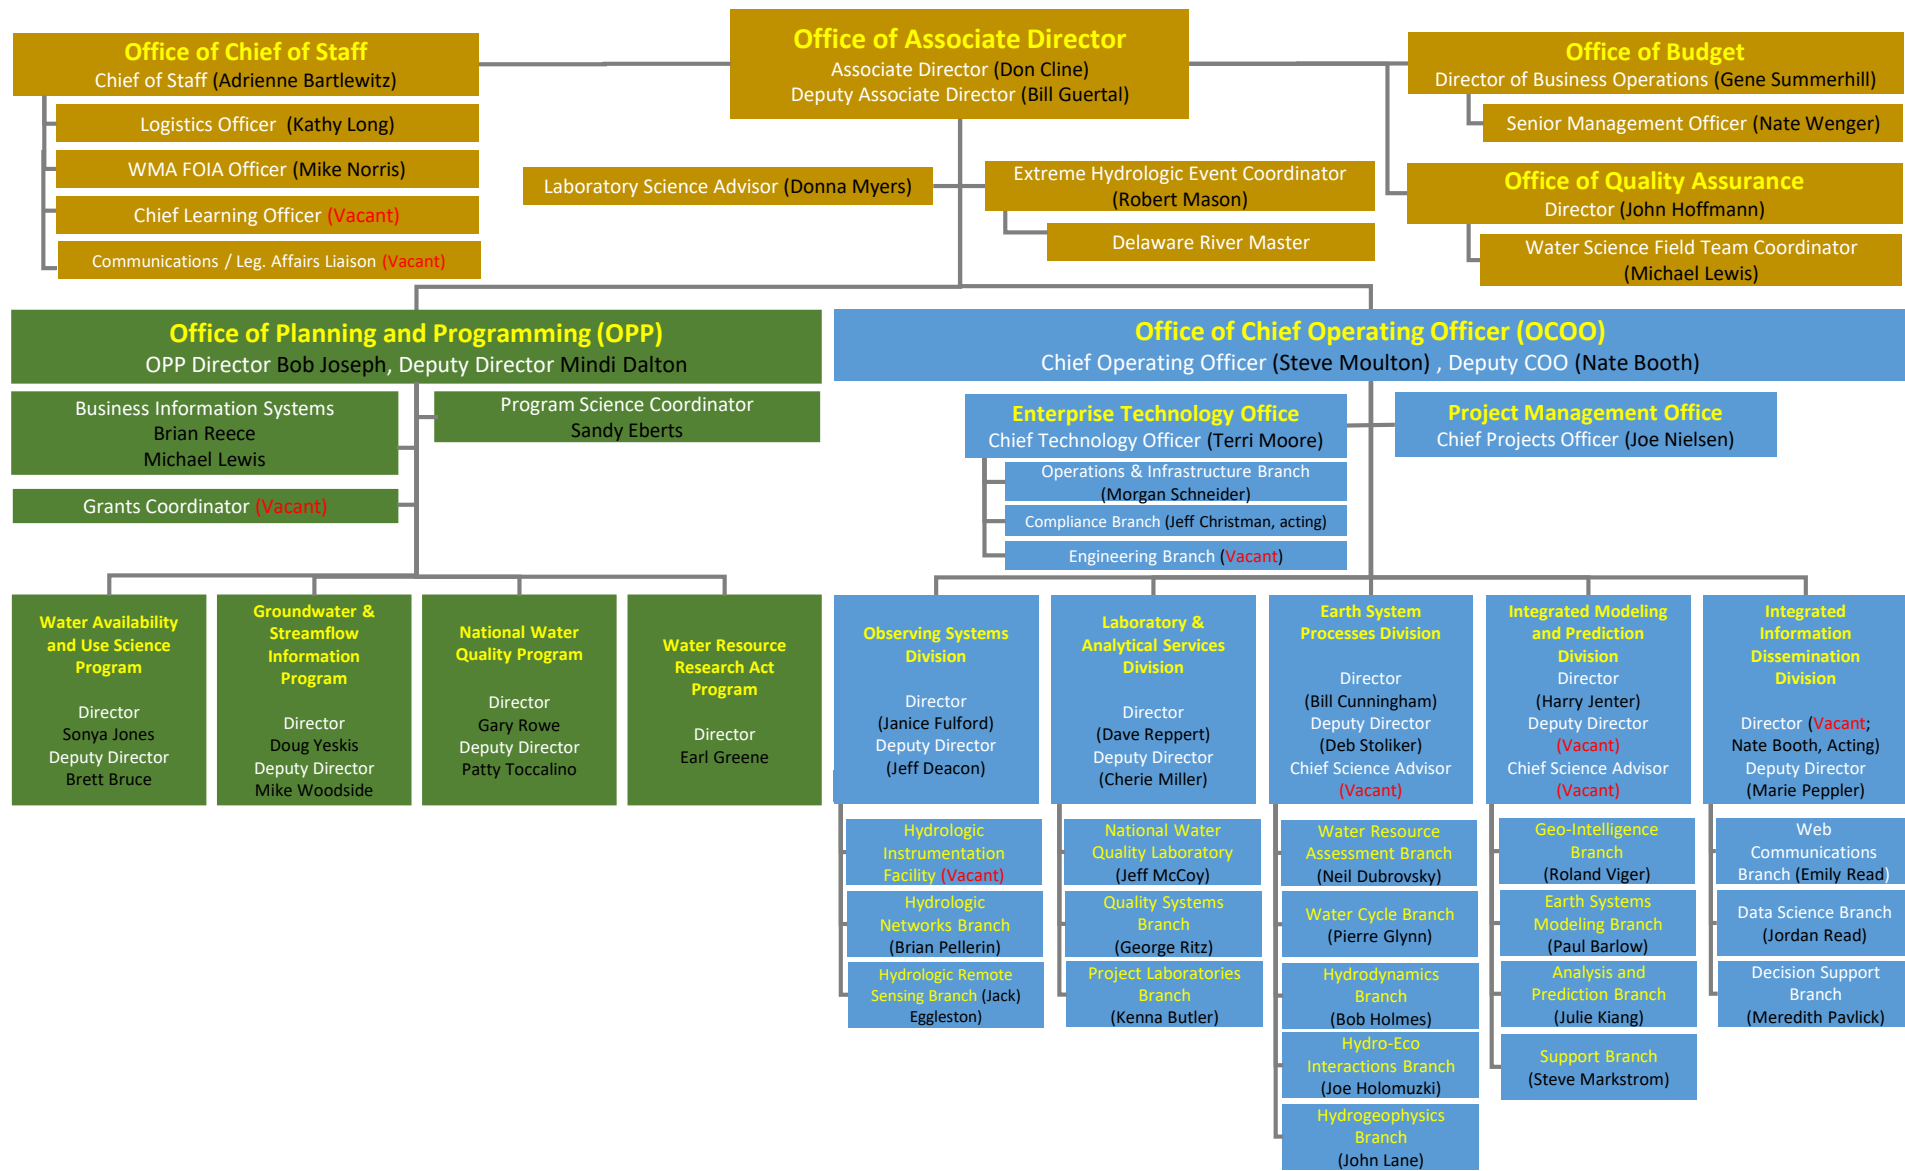 Office of Chief of Staff
Chief of Staff (Adrienne Bartlewitz)
Logistics Officer (Kathy Long)
WMA FOIA Officer (Mike Norris)
Chief Learning Officer (Vacant)
Communications / Leg. Affairs Liaison (Vacant)
Office of Associate Director
Associate Director (Don Cline)
Deputy Associate Director (Bill Guertal)
Laboratory Science Advisor (Donna Myers)
Extreme Hydrologic Event Coordinator
(Robert Mason)
Delaware River Master
Office of Budget
Director of Business Operations (Gene Summerhill)
Senior Management Officer (Nate Wenger)
Office of Quality Assurance
Director (John Hoffmann)
Water Science Field Team Coordinator
(Michael Lewis)
Office of Planning and Programming (OPP)
OPP Director Bob Joseph, Deputy Director Mindi Dalton
Business Information Systems
Brian Reece
Michael Lewis
Program Science Coordinator
Sandy Eberts
Grants Coordinator (Vacant)
Water Availability
and Use Science
Program
Director
Sonya Jones
Deputy Director
Brett Bruce
Groundwater &
Streamflow
Information
Program
Director
Doug Yeskis
Deputy Director
Mike Woodside
National Water
Quality Program
Director
Gary Rowe
Deputy Director
Patty Toccalino
Water Resource
Research Act
Program
Director
Earl Greene
Office of Chief Operating Officer (OCOO)
Chief Operating Officer (Steve Moulton) , Deputy COO (Nate Booth)
Enterprise Technology Office
Chief Technology Officer (Terri Moore)
Operations & Infrastructure Branch
(Morgan Schneider)
Compliance Branch (Jeff Christman, acting)
Engineering Branch (Vacant)
Project Management Office
Chief Projects Officer (Joe Nielsen)
Observing Systems
Division
Director
(Janice Fulford)
Deputy Director
(Jeff Deacon)
Hydrologic
Instrumentation
Facility (Vacant)
Hydrologic
Networks Branch
(Brian Pellerin)
Hydrologic Remote
Sensing Branch (Jack)
Eggleston)
Laboratory &
Analytical Services
Division
Director
(Dave Reppert)
Deputy Director
(Cherie Miller)
National Water
Quality Laboratory
(Jeff McCoy)
Quality Systems
Branch
(George Ritz)
Project Laboratories
Branch
(Kenna Butler)
Earth System
Processes Division
Director
(Bill Cunningham)
Deputy Director
(Deb Stoliker)
Chief Science Advisor
(Vacant)
Water Resource
Assessment Branch
(Neil Dubrovsky)
Water Cycle Branch
(Pierre Glynn)
Hydrodynamics
Branch
(Bob Holmes)
Hydro-Eco
Interactions Branch
(Joe Holomuzki)
Hydrogeophysics
Branch
(John Lane)
Integrated Modeling
and Prediction
Division
Director
(Harry Jenter)
Deputy Director
(Vacant)
Chief Science Advisor
(Vacant)
Geo-Intelligence
Branch
(Roland Viger)
Earth Systems
Modeling Branch
(Paul Barlow)
Analysis and
Prediction Branch
(Julie Kiang)
Support Branch
(Steve Markstrom)
Integrated
Information
Dissemination
Division
Director (Vacant;
Nate Booth, Acting)
Deputy Director
(Marie Peppler)
Web
Communications
Branch (Emily Read)
Data Science Branch
(Jordan Read)
Decision Support
Branch
(Meredith Pavlick)